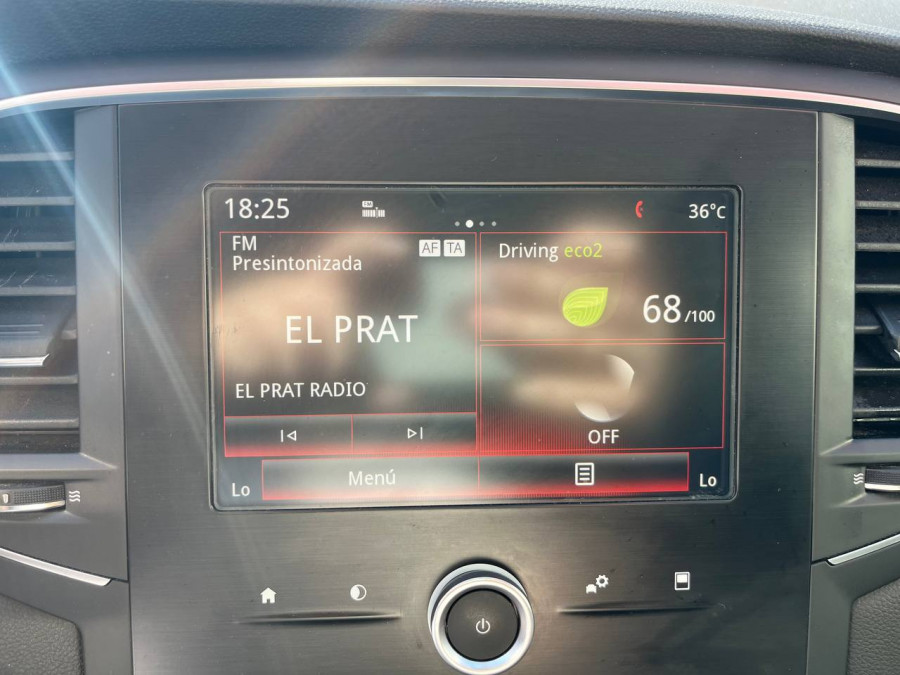 18:25
FM
36°C
FM
Presintonizada
AF TA
Driving eco2
EL PRAT
68/100
EL PRAT RADIO
OFF
Lo
Menú
Lo